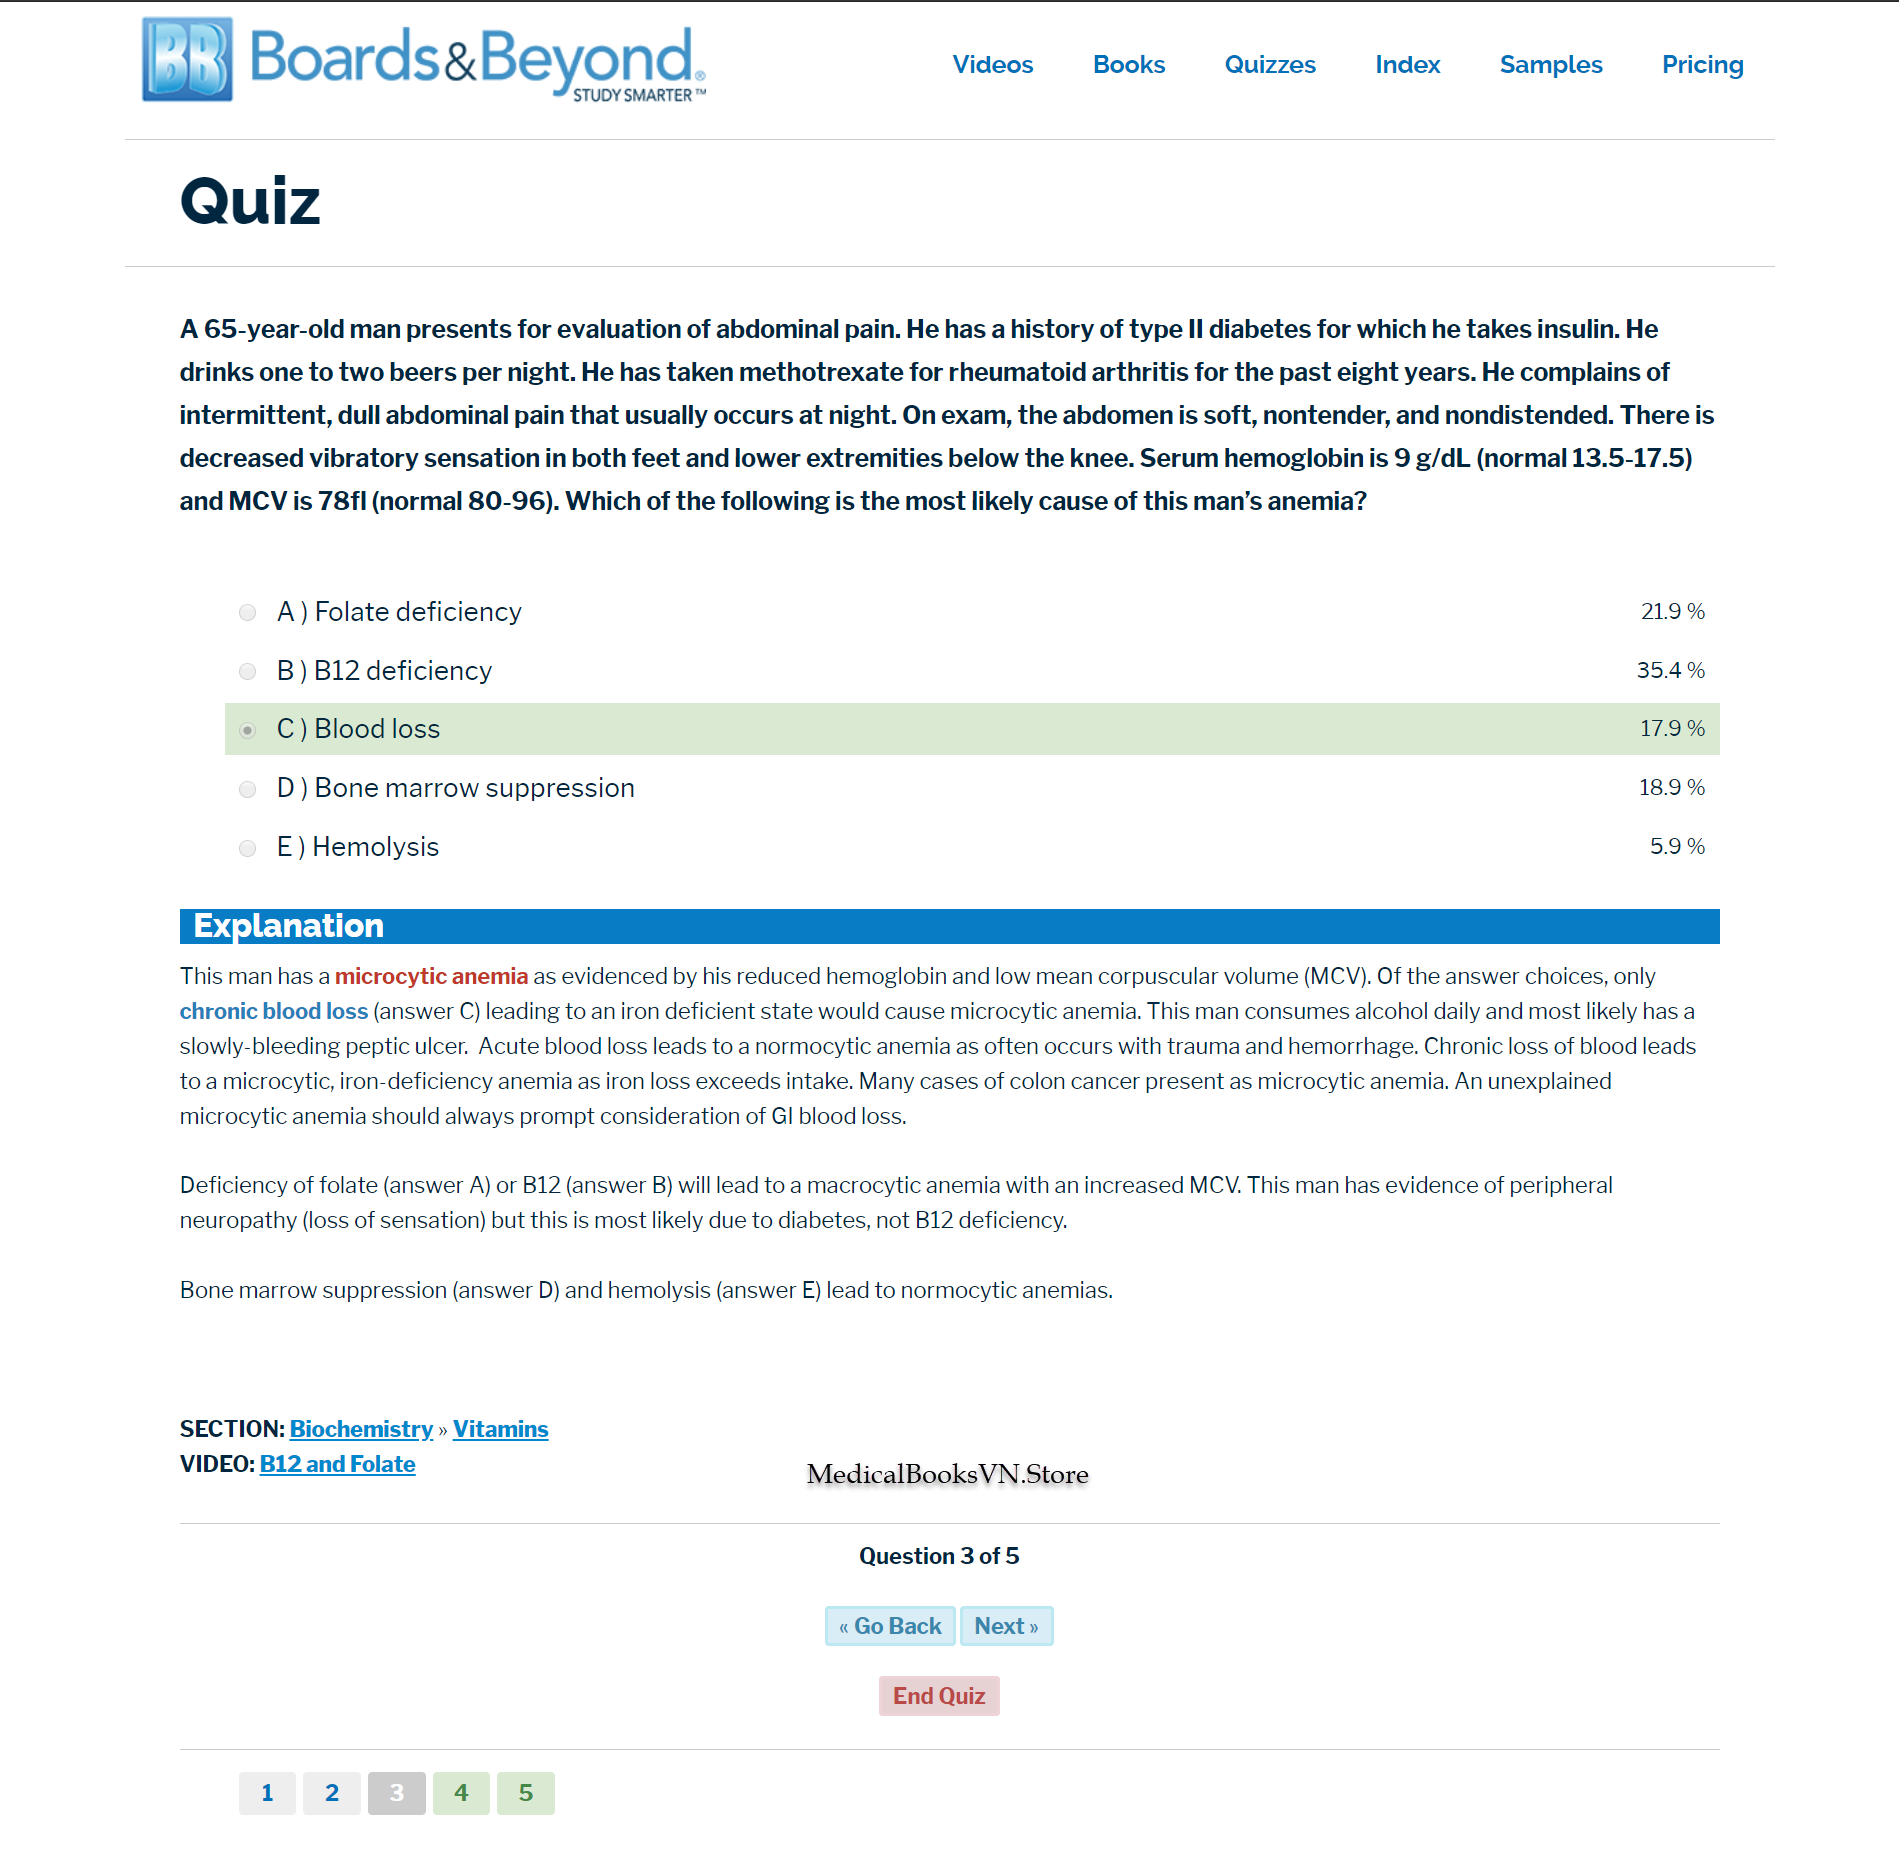 BB Boards&Beyond®
STUDY SMARTER™
Videos Books Quizzes Index Samples Pricing
Quiz
A 65-year-old man presents for evaluation of abdominal pain. He has a history of type II diabetes for which he takes insulin. He
drinks one to two beers per night. He has taken methotrexate for rheumatoid arthritis for the past eight years. He complains of
intermittent, dull abdominal pain that usually occurs at night. On exam, the abdomen is soft, nontender, and nondistended. There is
decreased vibratory sensation in both feet and lower extremities below the knee. Serum hemoglobin is 9 g/dL (normal 13.5-17.5)
and MCV is 78fl (normal 80-96). Which of the following is the most likely cause of this man’s anemia?
A ) Folate deficiency 21.9 %
B ) B12 deficiency 35.4 %
C ) Blood loss 17.9 %
D ) Bone marrow suppression 18.9 %
E ) Hemolysis 5.9 %
Explanation
This man has a microcytic anemia as evidenced by his reduced hemoglobin and low mean corpuscular volume (MCV). Of the answer choices, only
chronic blood loss (answer C) leading to an iron deficient state would cause microcytic anemia. This man consumes alcohol daily and most likely has a
slowly-bleeding peptic ulcer. Acute blood loss leads to a normocytic anemia as often occurs with trauma and hemorrhage. Chronic loss of blood leads
to a microcytic, iron-deficiency anemia as iron loss exceeds intake. Many cases of colon cancer present as microcytic anemia. An unexplained
microcytic anemia should always prompt consideration of GI blood loss.
Deficiency of folate (answer A) or B12 (answer B) will lead to a macrocytic anemia with an increased MCV. This man has evidence of peripheral
neuropathy (loss of sensation) but this is most likely due to diabetes, not B12 deficiency.
Bone marrow suppression (answer D) and hemolysis (answer E) lead to normocytic anemias.
SECTION: Biochemistry » Vitamins
VIDEO: B12 and Folate
MedicalBooksVN.Store
Question 3 of 5
« Go Back Next »
End Quiz
1 2 3 4 5